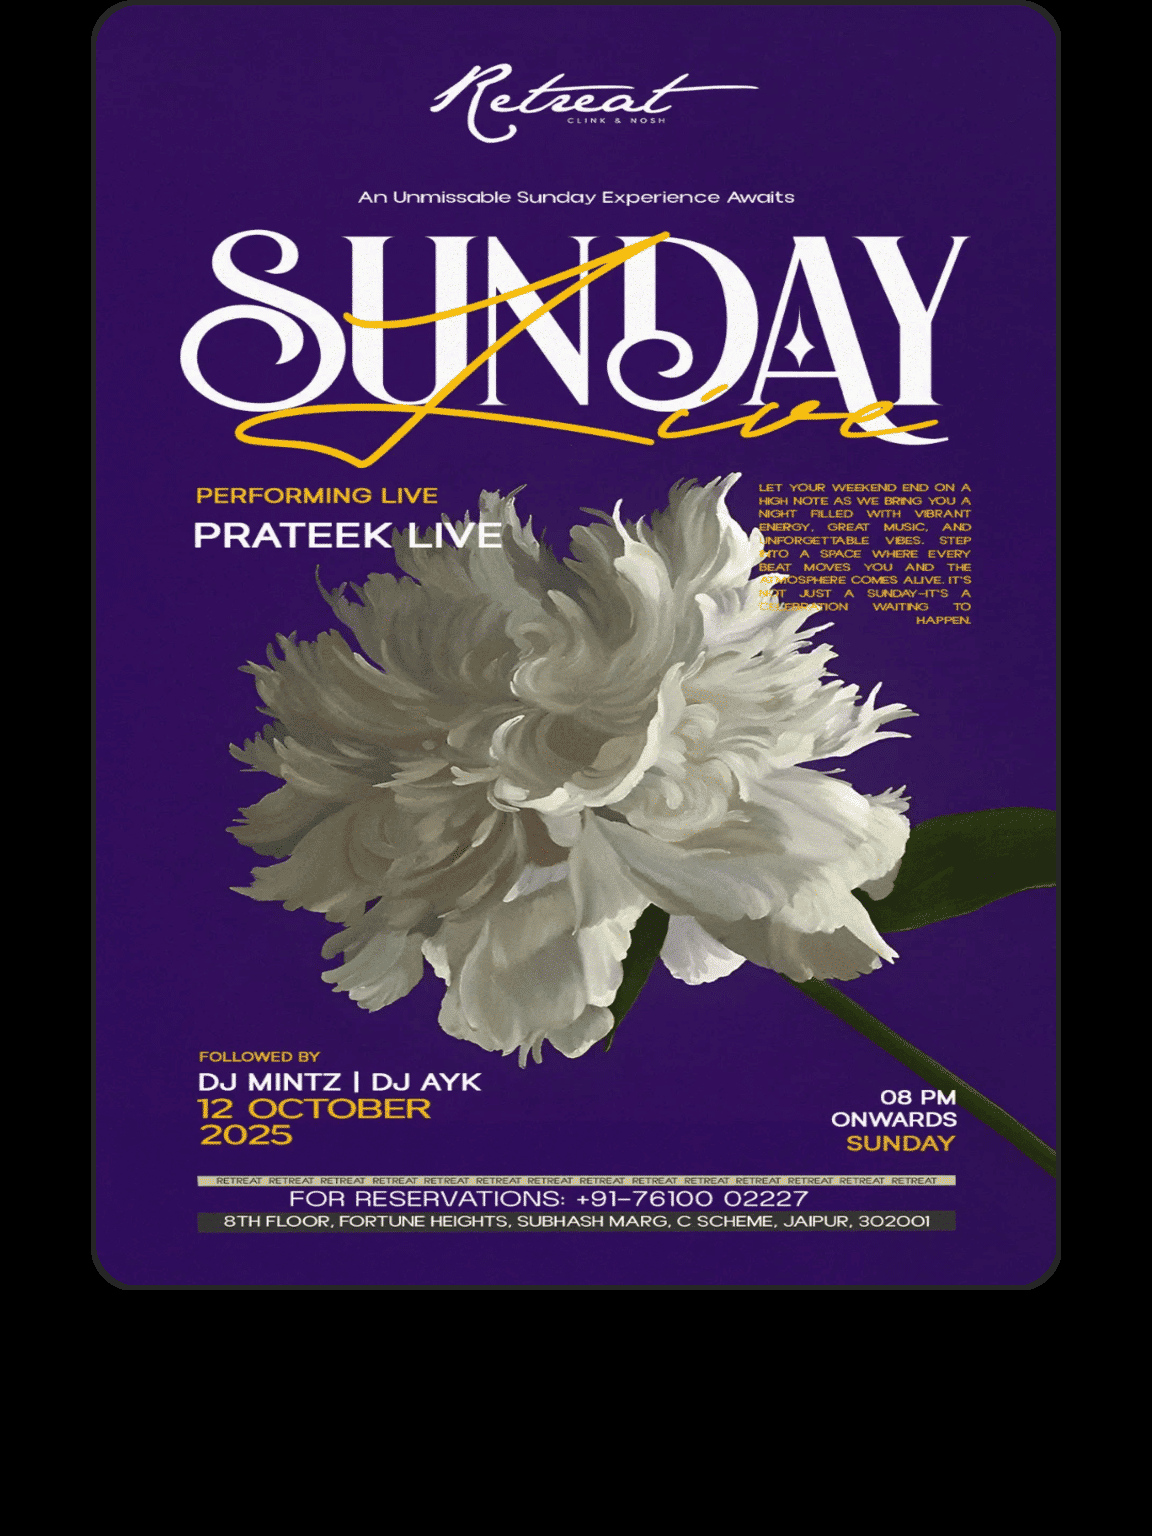 Retreat
CLINK & NOSH
An Unmissable Sunday Experience Awaits
SUNDAY
Live
PERFORMING LIVE
PRATEEK LIVE
LET YOUR WEEKEND END ON A
HIGH NOTE AS WE BRING YOU A
NIGHT FILLED WITH VIBRANT
ENERGY, GREAT MUSIC, AND
UNFORGETTABLE VIBES. STEP
INTO A SPACE WHERE EVERY
BEAT MOVES YOU AND THE
ATMOSPHERE COMES ALIVE. IT'S
NOT JUST A SUNDAY-IT'S A
CELEBRATION WAITING TO
HAPPEN.
FOLLOWED BY
DJ MINTZ | DJ AYK
12 OCTOBER
2025
08 PM
ONWARDS
SUNDAY
RETREAT RETREAT RETREAT RETREAT RETREAT RETREAT RETREAT RETREAT RETREAT RETREAT RETREAT RETREAT RETREAT RETREAT
FOR RESERVATIONS: +91-76100 02227
8TH FLOOR, FORTUNE HEIGHTS, SUBHASH MARG, C SCHEME, JAIPUR, 302001